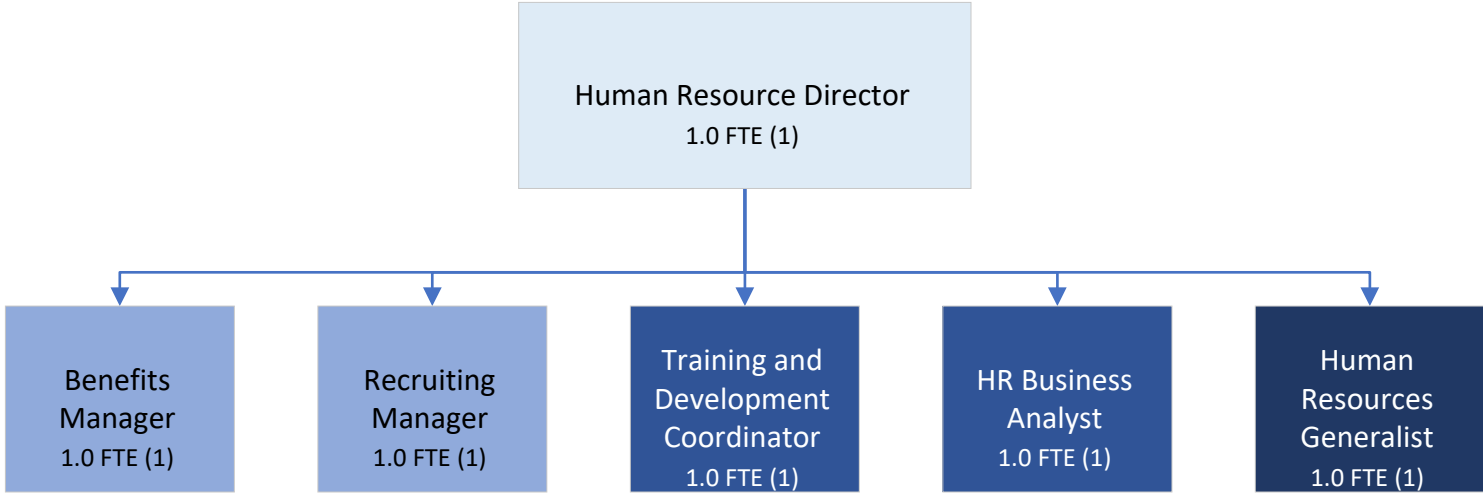 Human Resource Director
1.0 FTE (1)
Benefits
Manager
1.0 FTE (1)
Recruiting
Manager
1.0 FTE (1)
Training and
Development
Coordinator
1.0 FTE (1)
HR Business
Analyst
1.0 FTE (1)
Human
Resources
Generalist
1.0 FTE (1)